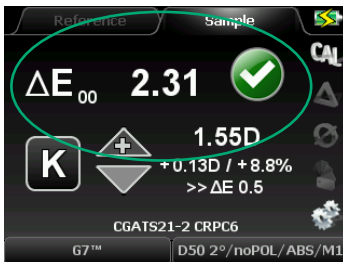 Reference
Sample
ΔE₀₀ 2.31
CAL
K
1.55D
+0.13D / +8.8%
>> ΔE 0.5
CGATS21-2 CRPC6
G7™
D50 2°/noPOL/ABS/M1